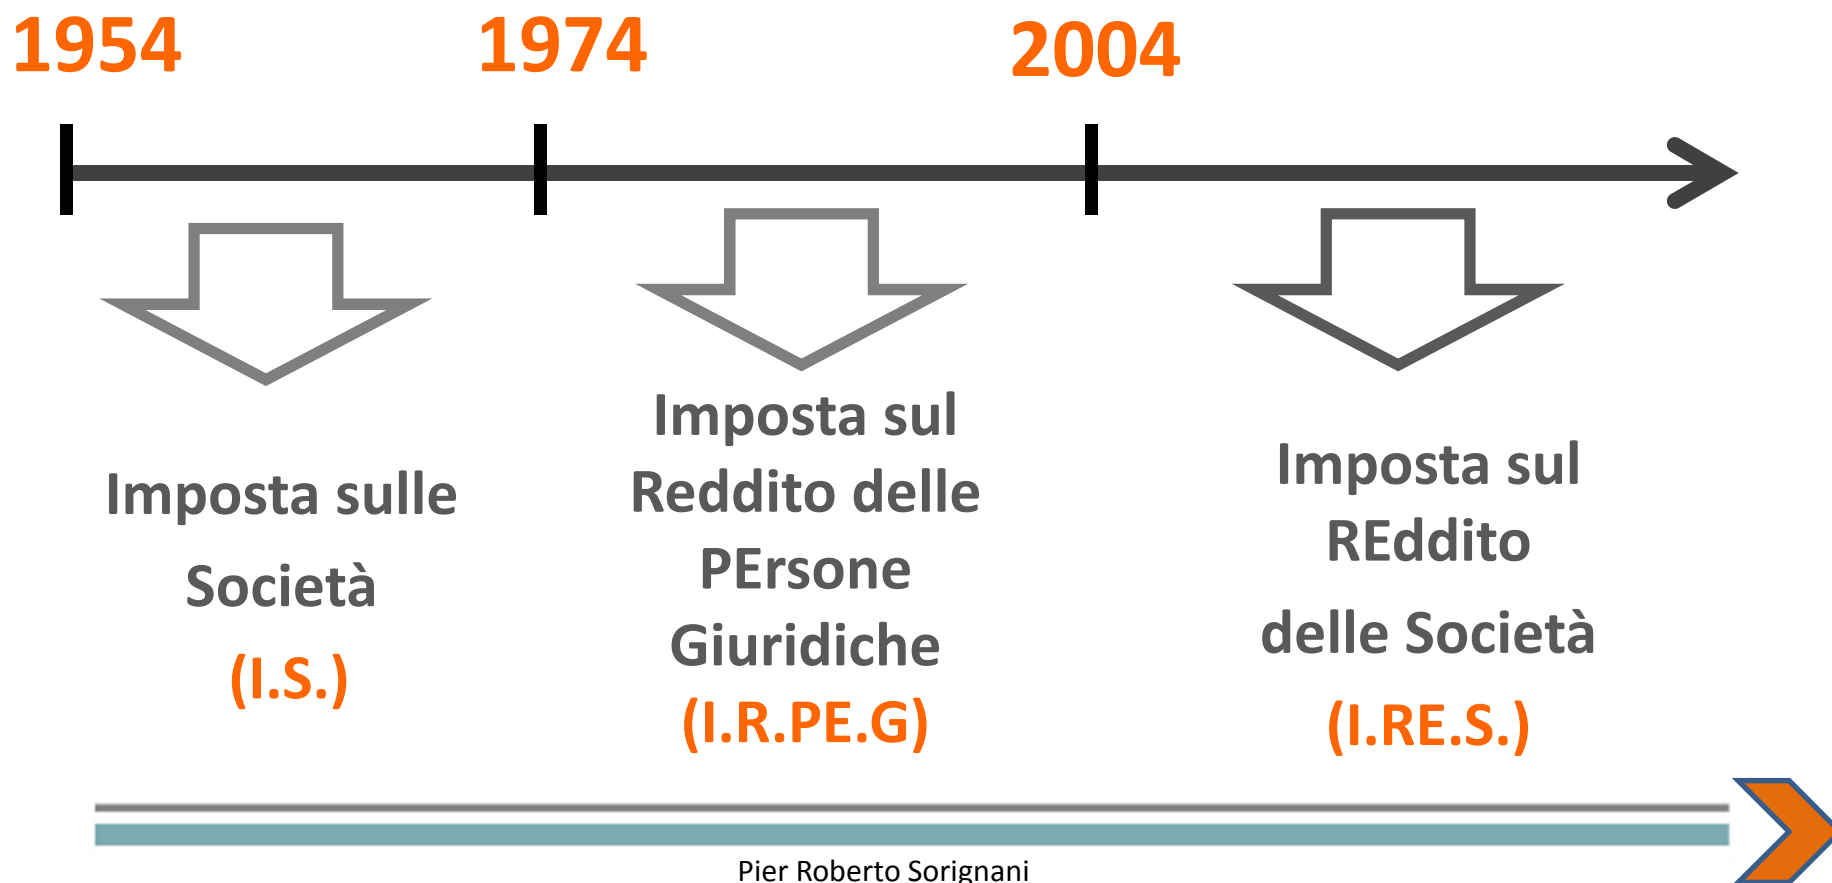 1954
1974
2004
Imposta sulle
Società
(I.S.)
Imposta sul
Reddito delle
PErsone
Giuridiche
(I.R.PE.G)
Imposta sul
REddito
delle Società
(I.RE.S.)
Pier Roberto Sorignani